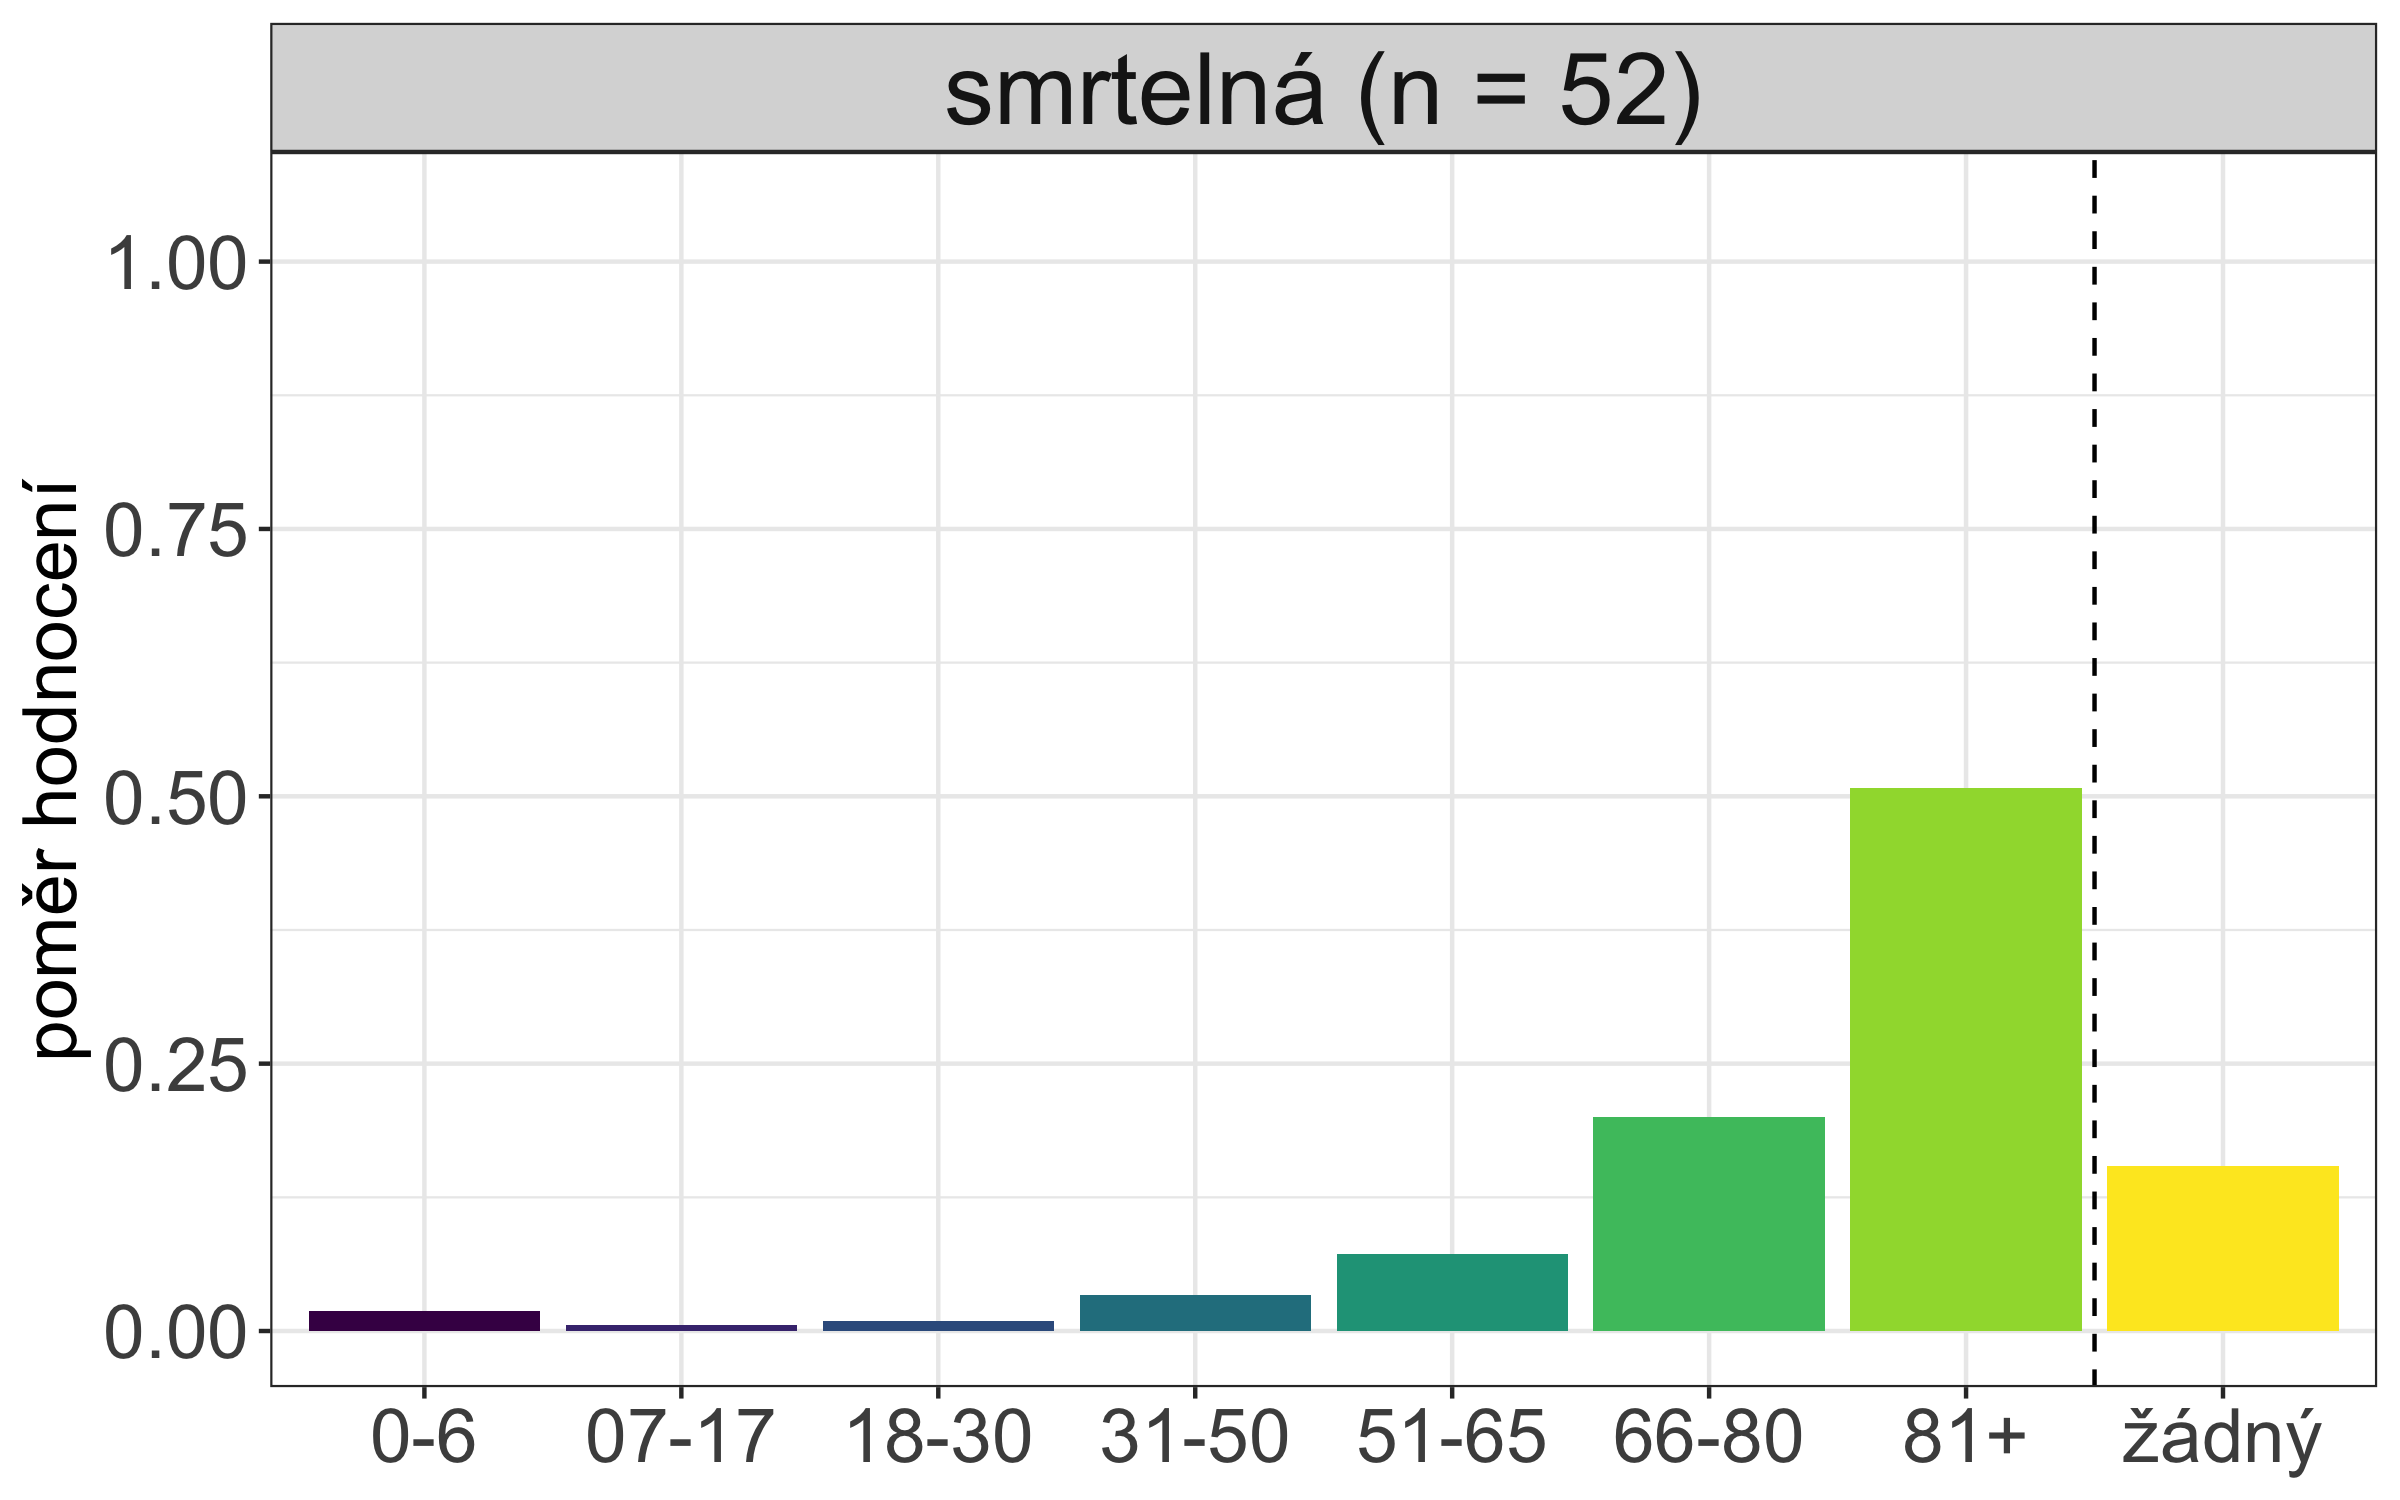 smrtelná (n = 52)
poměr hodnocení
1.00
0.75
0.50
0.25
0.00
0-6 07-17 18-30 31-50 51-65 66-80 81+ žádný